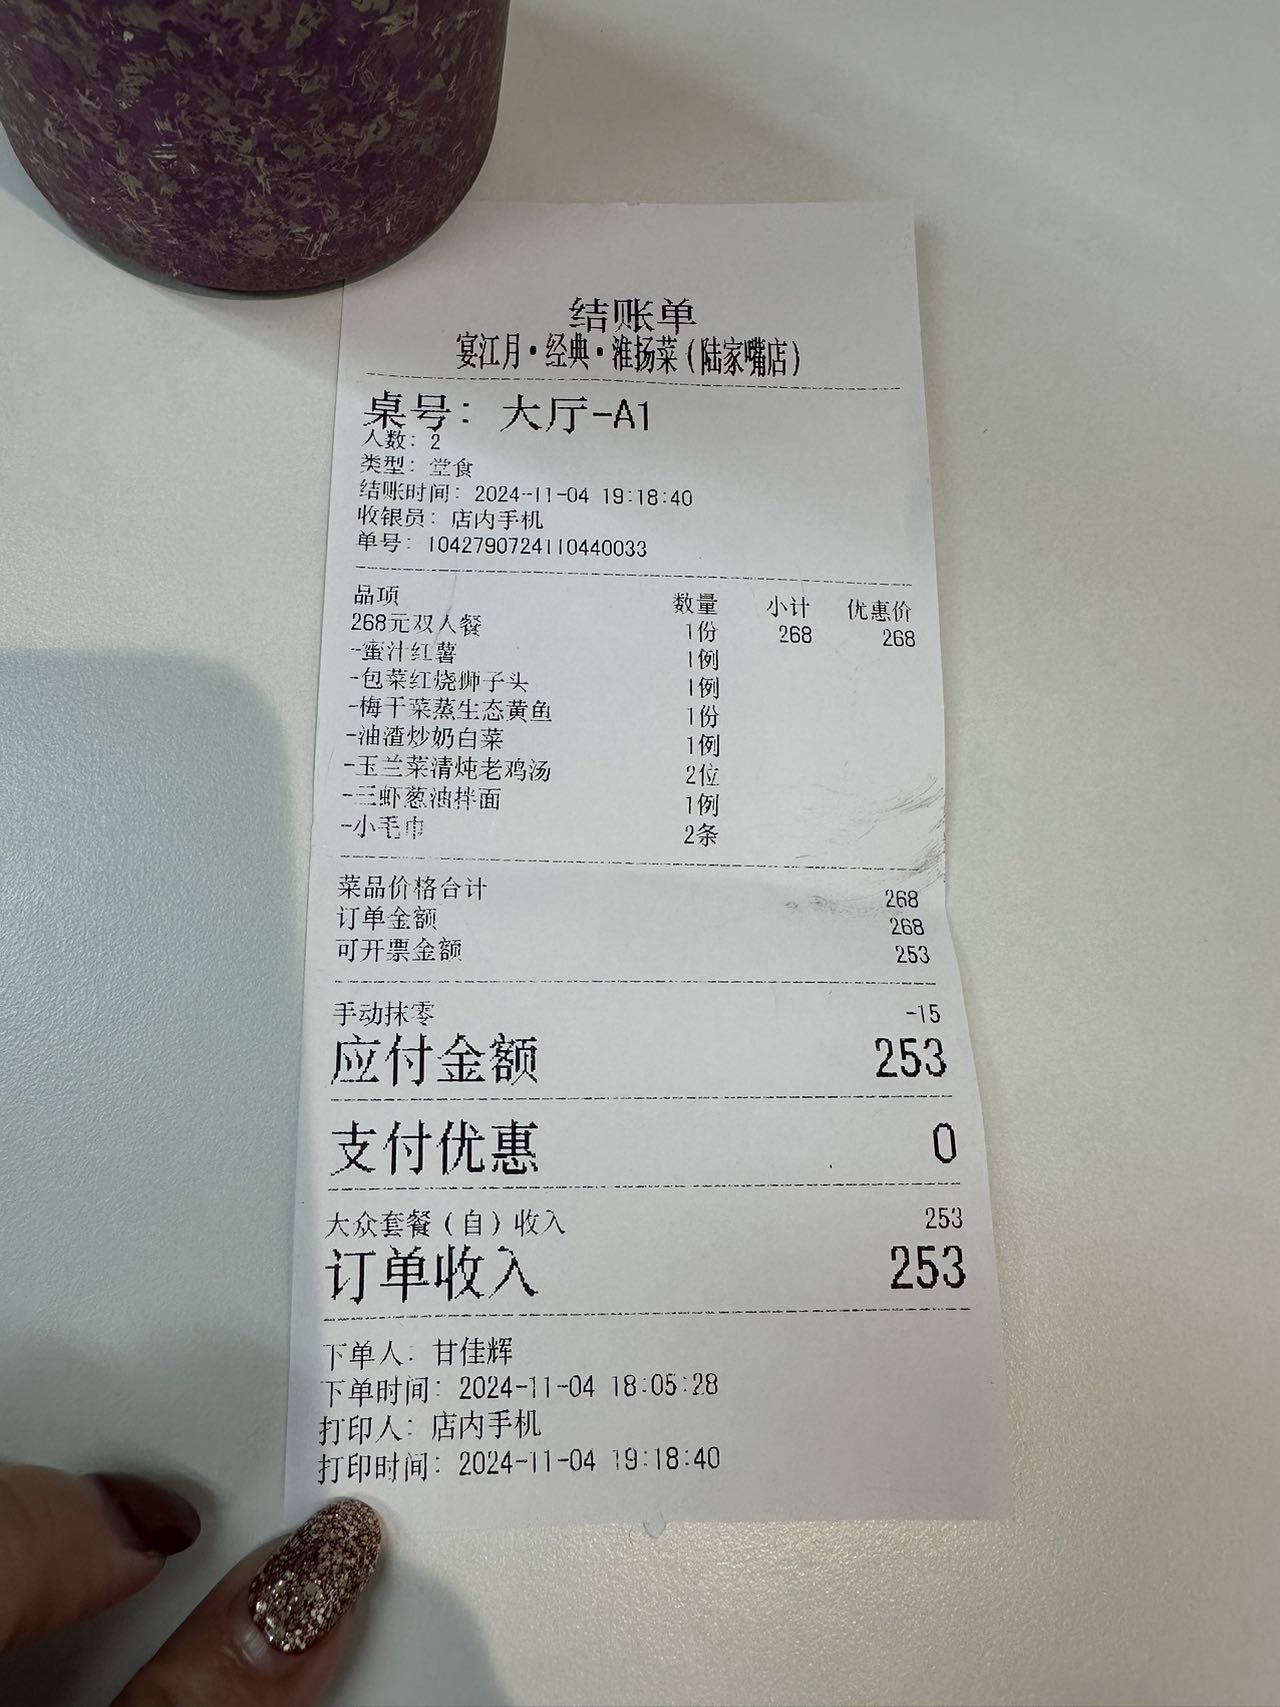 结账单
宴江月·经典·淮扬菜(陆家嘴店)
桌号: 大厅-A1
人数: 2
类型: 堂食
结账时间: 2024-11-04 19:18:40
收银员: 店内手机
单号: 1042790724110440033
品项 数量 小计 优惠价
268元双人餐 1份 268 268
-蜜汁红薯 1例
-包菜红烧狮子头 1例
-梅干菜蒸生态黄鱼 1份
-油渣炒奶白菜 1例
-玉兰菜清炖老鸡汤 2位
-三虾葱油拌面 1例
-小毛巾 2条
菜品价格合计 268
订单金额 268
可开票金额 253
手动抹零 -15
应付金额 253
支付优惠 0
大众套餐(自)收入 253
订单收入 253
下单人: 甘佳辉
下单时间: 2024-11-04 18:05:28
打印人: 店内手机
打印时间: 2024-11-04 19:18:40